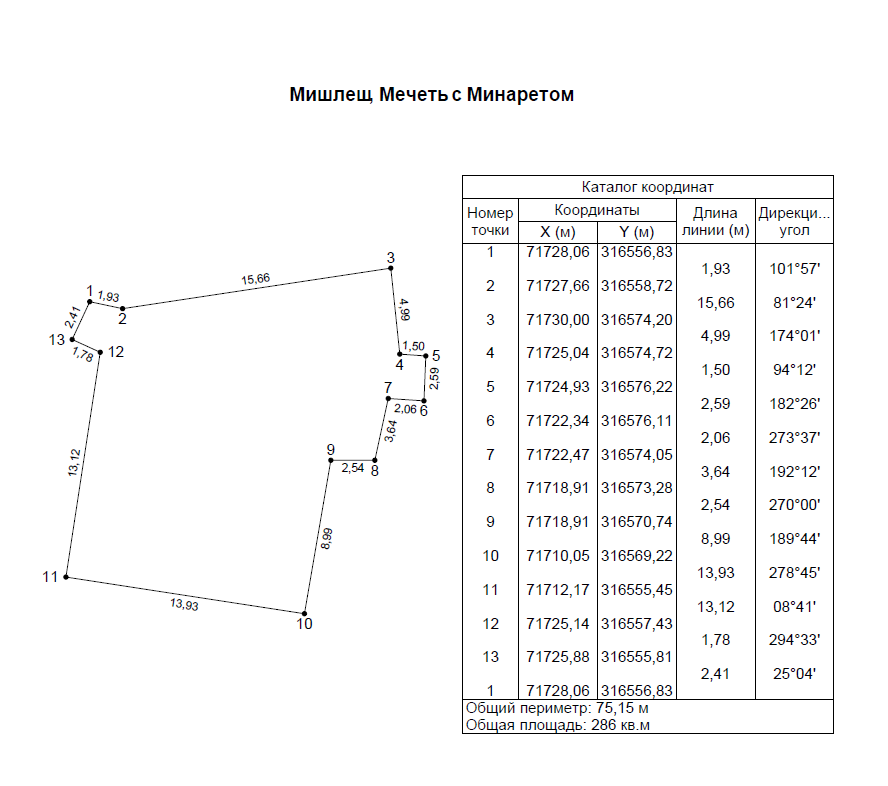 Мишлещ, Мечеть с Минаретом
Каталог координат
Номер точки
Координаты
Длина линии (м)
Дирекци... угол
X (м) Y (м)
1 71728,06 316556,83
1,93 101°57'
2 71727,66 316558,72
15,66 81°24'
3 71730,00 316574,20
4,99 174°01'
4 71725,04 316574,72
1,50 94°12'
5 71724,93 316576,22
2,59 182°26'
6 71722,34 316576,11
2,06 273°37'
7 71722,47 316574,05
3,64 192°12'
8 71718,91 316573,28
2,54 270°00'
9 71718,91 316570,74
8,99 189°44'
10 71710,05 316569,22
13,93 278°45'
11 71712,17 316555,45
13,12 08°41'
12 71725,14 316557,43
1,78 294°33'
13 71725,88 316555,81
2,41 25°04'
1 71728,06 316556,83
Общий периметр: 75,15 м
Общая площадь: 286 кв.м
1
1,93
2
15,66
3
4,99
4
1,50
5
2,59
6
2,06
7
3,64
8
2,54
9
8,99
10
13,93
11
13,12
12
1,78
13
2,41